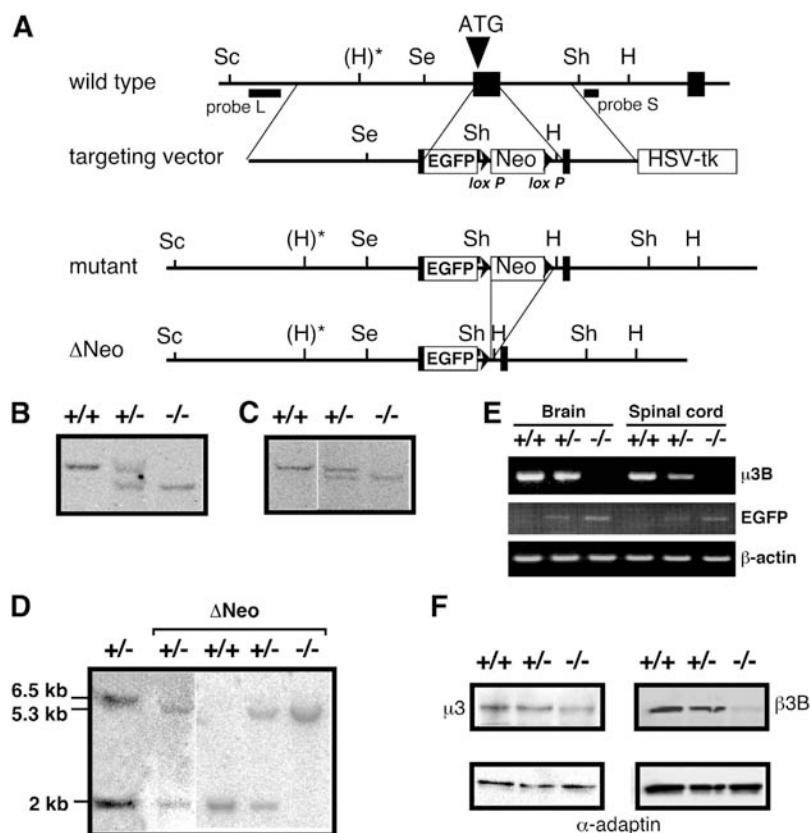 A
ATG
Sc (H)* Se Sh H
wild type
probe L probe S
Se Sh H
targeting vector EGFP Neo HSV-tk
lox P lox P
Sc (H)* Se Sh H Sh H
mutant EGFP Neo
Sc (H)* Se Sh H Sh H
ΔNeo EGFP
B +/+ +/- -/-
C +/+ +/- -/-
E
Brain Spinal cord
+/+ +/- -/- +/+ +/- -/-
μ3B
EGFP
β-actin
D
ΔNeo
+/- +/- +/+ +/- -/-
6.5 kb
5.3 kb
2 kb
F
+/+ +/- -/- +/+ +/- -/-
μ3 β3B
α-adaptin